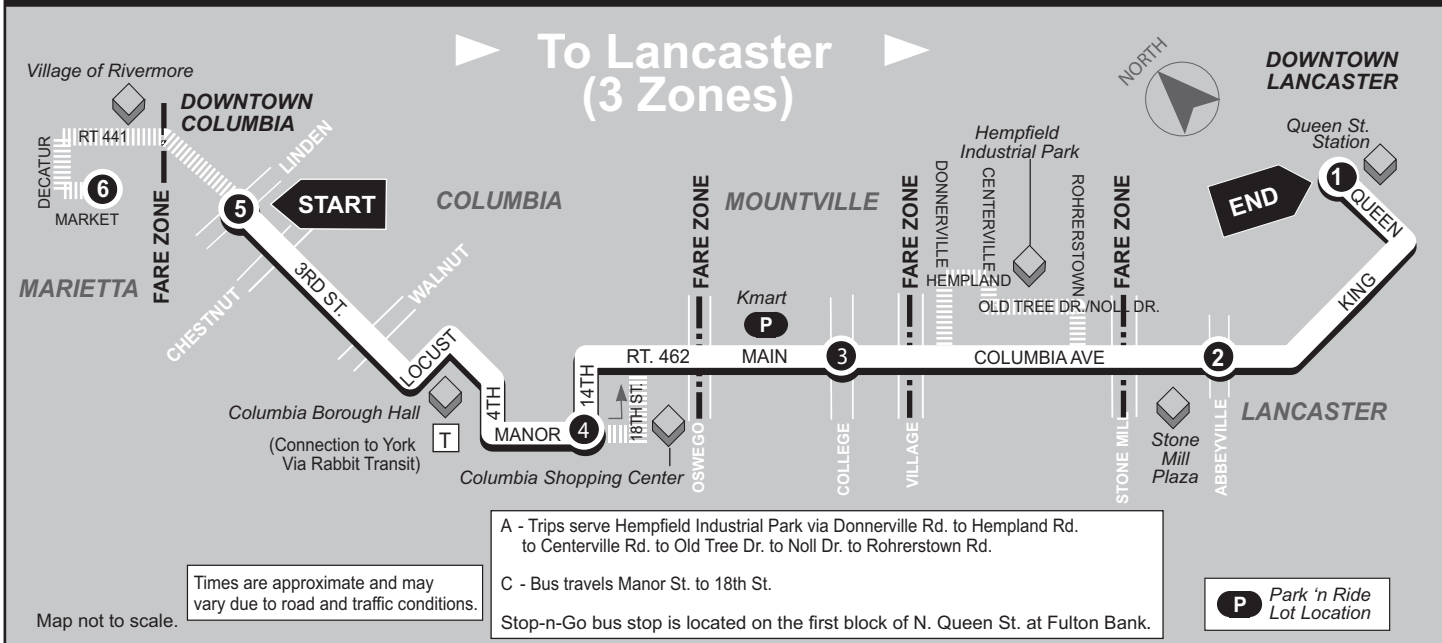 To Lancaster
(3 Zones)
Village of Rivermore
DOWNTOWN
COLUMBIA
RT 441
DECATUR
6
MARKET
FARE ZONE
MARIETTA
LINDEN
5
START
CHESTNUT
3RD ST.
WALNUT
COLUMBIA
LOCUST
Columbia Borough Hall
T
(Connection to York
Via Rabbit Transit)
4TH
MANOR
4
14TH
18TH ST.
Columbia Shopping Center
RT. 462
OSWEGO
FARE ZONE
MOUNTVILLE
Kmart
P
MAIN
3
COLLEGE
FARE ZONE
VILLAGE
DONNERVILLE
HEMPLAND
CENTERVILLE
Hempfield
Industrial Park
OLD TREE DR./NOLL DR.
ROHRERSTOWN
COLUMBIA AVE
FARE ZONE
STONE MILL
Stone
Mill
Plaza
2
ABBEYVILLE
LANCASTER
NORTH
DOWNTOWN
LANCASTER
Queen St.
Station
1
END
QUEEN
KING
Map not to scale.
Times are approximate and may
vary due to road and traffic conditions.
A - Trips serve Hempfield Industrial Park via Donnerville Rd. to Hempland Rd.
to Centerville Rd. to Old Tree Dr. to Noll Dr. to Rohrerstown Rd.
C - Bus travels Manor St. to 18th St.
Stop-n-Go bus stop is located on the first block of N. Queen St. at Fulton Bank.
P
Park 'n Ride
Lot Location